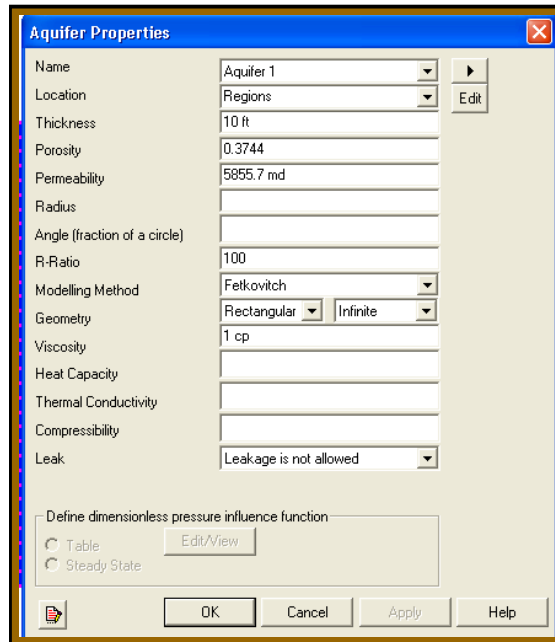 Aquifer Properties
Name Aquifer 1
Location Regions Edit
Thickness 10 ft
Porosity 0.3744
Permeability 5855.7 md
Radius
Angle (fraction of a circle)
R-Ratio 100
Modelling Method Fetkovitch
Geometry Rectangular Infinite
Viscosity 1 cp
Heat Capacity
Thermal Conductivity
Compressibility
Leak Leakage is not allowed
Define dimensionless pressure influence function
Table Edit/View
Steady State
OK Cancel Apply Help